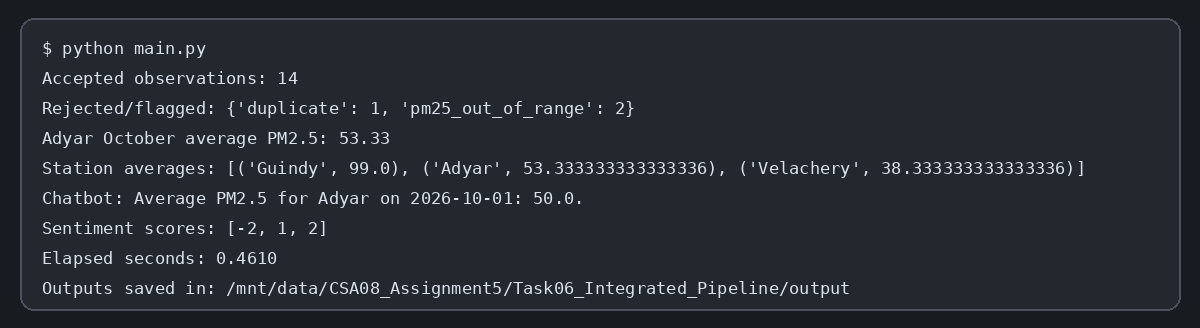 $ python main.py
Accepted observations: 14
Rejected/flagged: {'duplicate': 1, 'pm25_out_of_range': 2}
Adyar October average PM2.5: 53.33
Station averages: [('Guindy', 99.0), ('Adyar', 53.333333333333336), ('Velachery', 38.333333333333336)]
Chatbot: Average PM2.5 for Adyar on 2026-10-01: 50.0.
Sentiment scores: [-2, 1, 2]
Elapsed seconds: 0.4610
Outputs saved in: /mnt/data/CSA08_Assignment5/Task06_Integrated_Pipeline/output